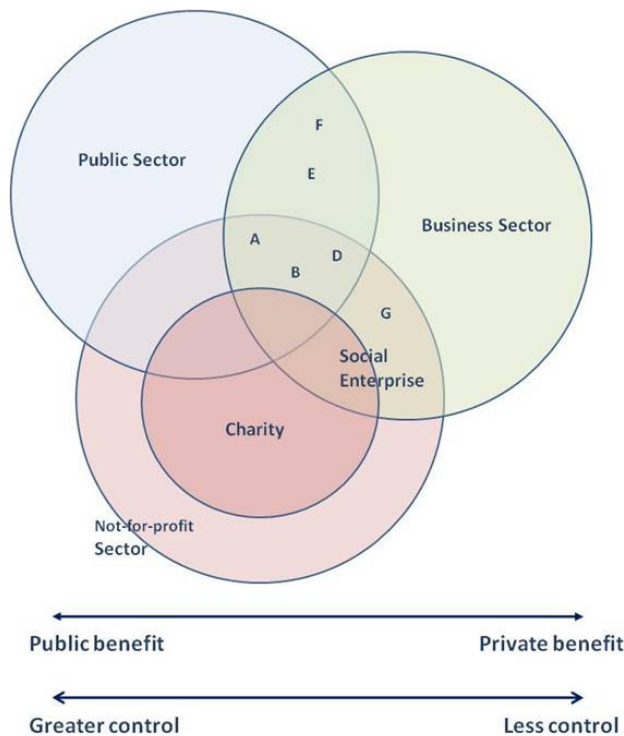 F
Public Sector
E
Business Sector
A
D
B
G
Social
Enterprise
Charity
Not-for-profit
Sector
Public benefit Private benefit
Greater control Less control